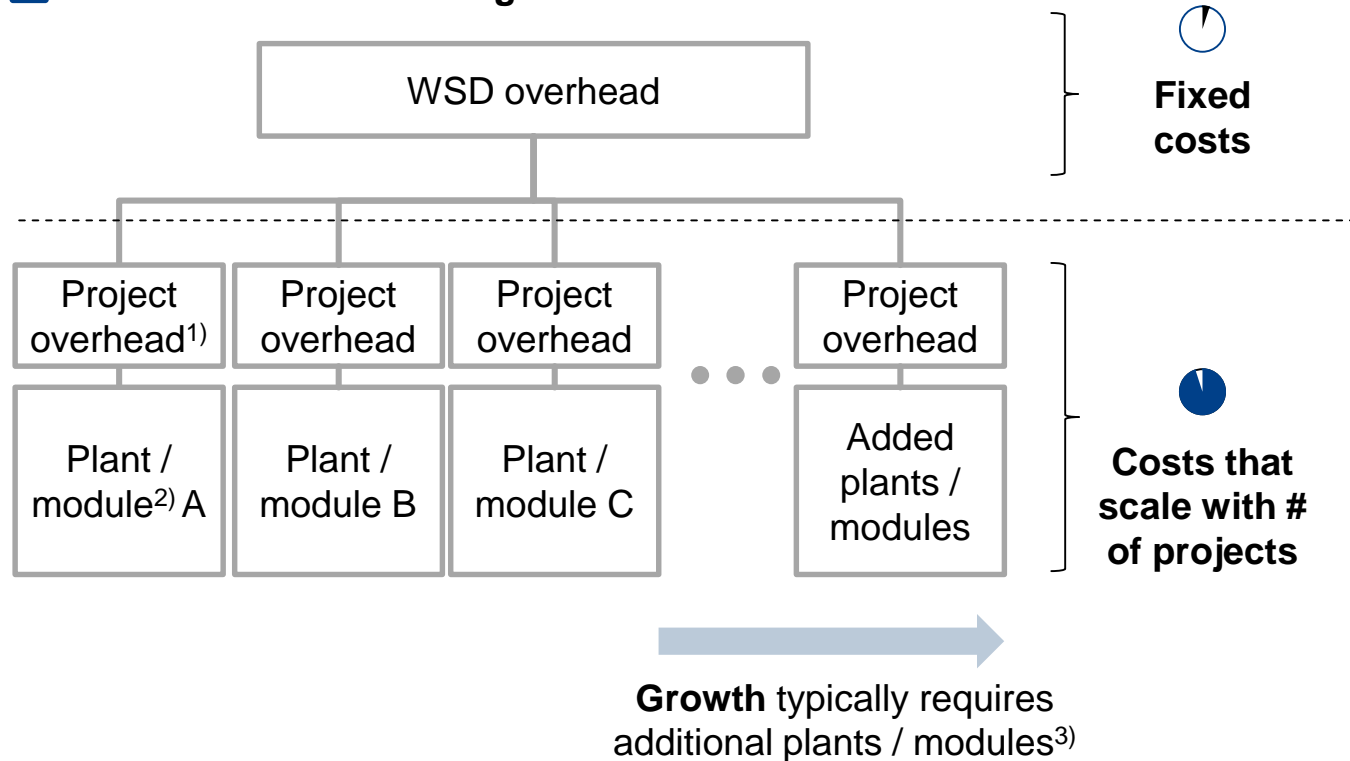 WSD overhead
Fixed
costs
Project
overhead1)
Project
overhead
Project
overhead
Project
overhead
Plant /
module2) A
Plant /
module B
Plant /
module C
Added
plants /
modules
Costs that
scale with #
of projects
Growth typically requires
additional plants / modules3)